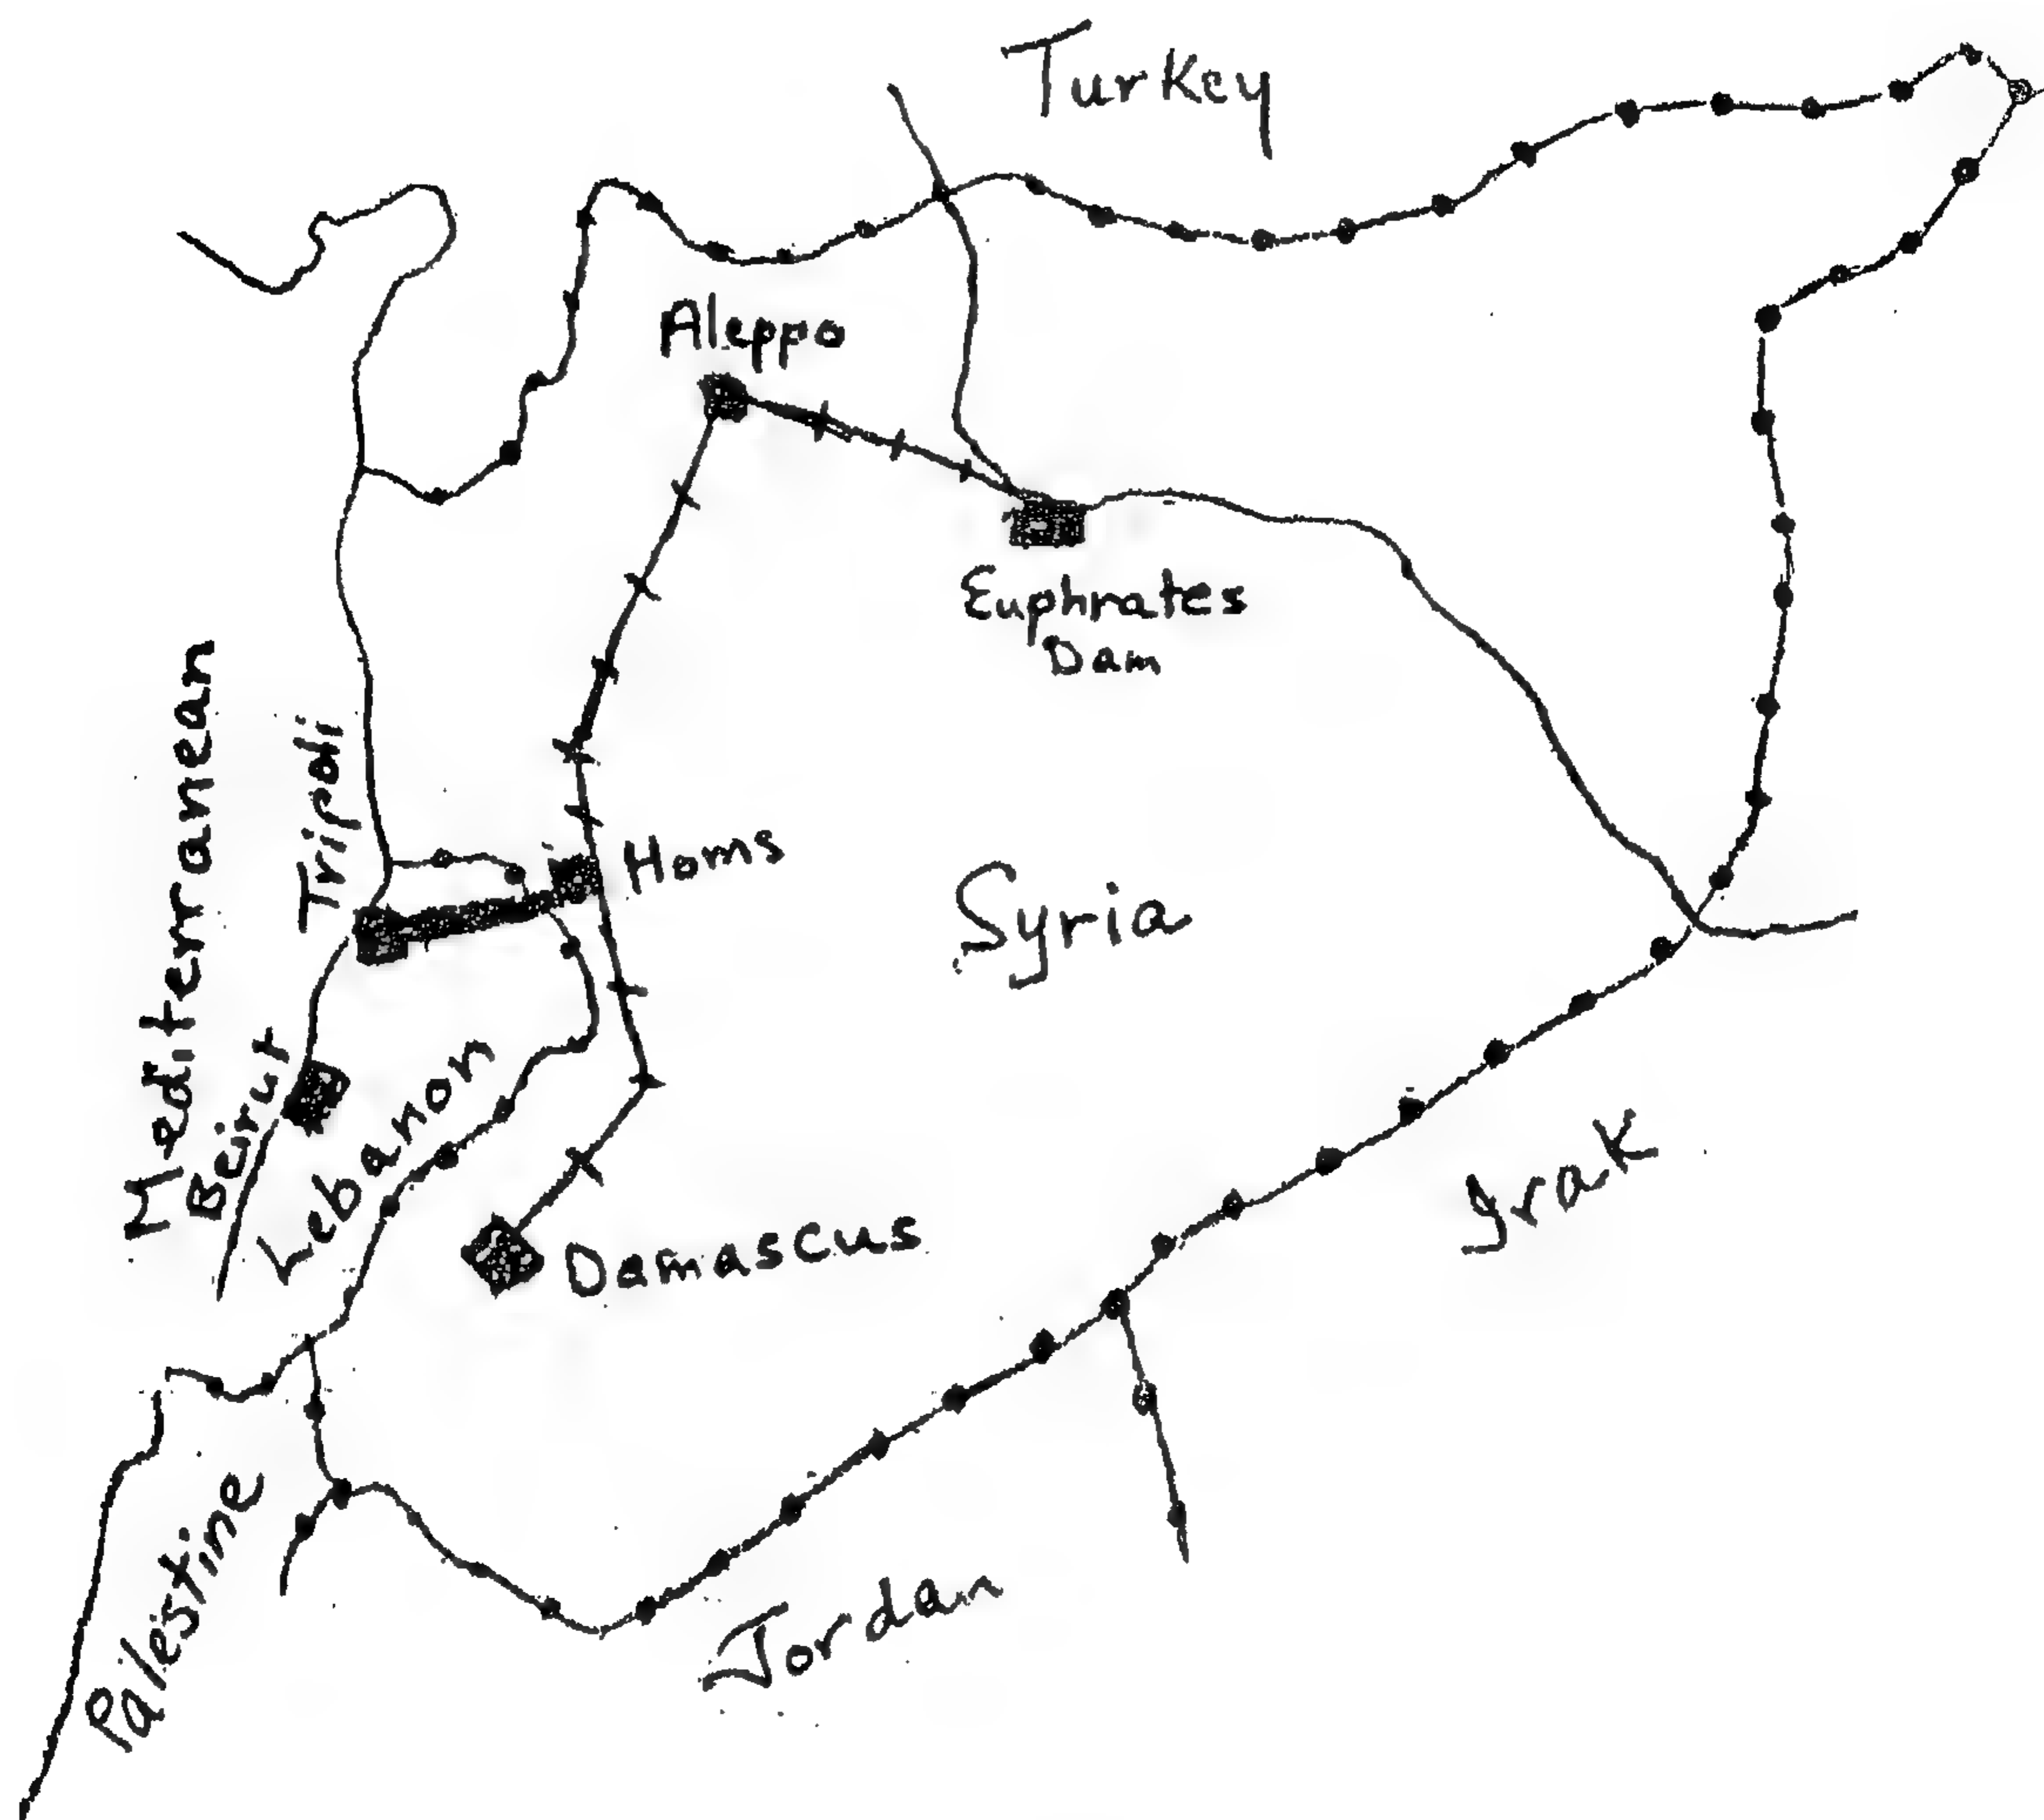 Turkey
Aleppo
Euphrates
Dam
Mediterranean
Tripoli
Homs
Syria
Beirut
Lebanon
Damascus
Irak
Palestine
Jordan